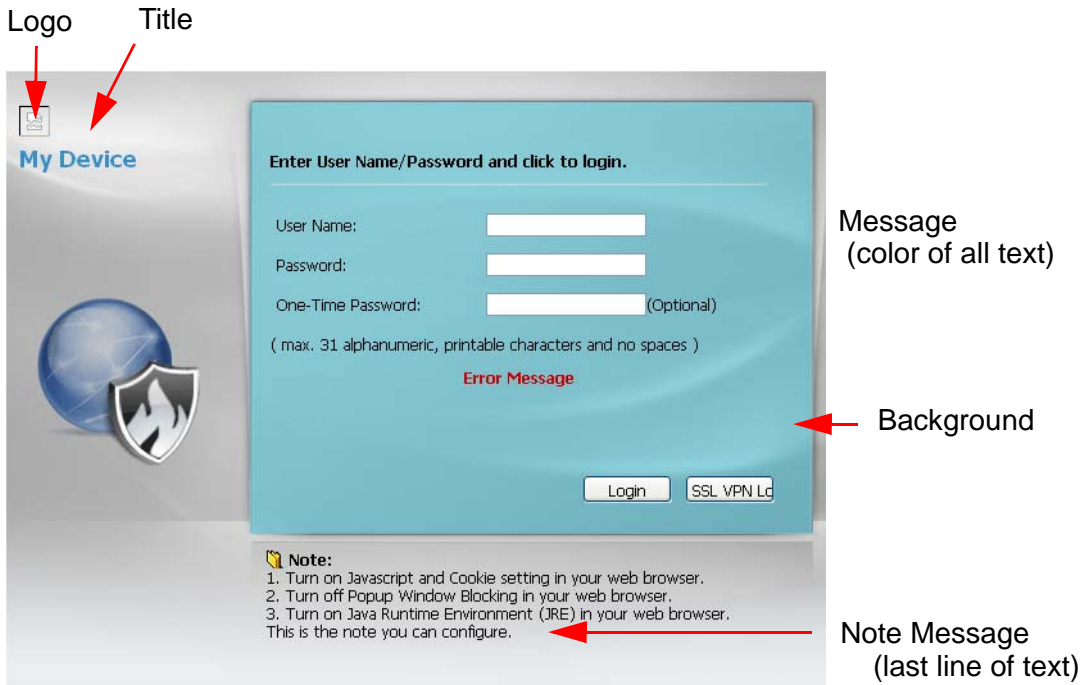 Logo Title
My Device
Enter User Name/Password and click to login.
User Name:
Message
(color of all text)
Password:
One-Time Password: (Optional)
( max. 31 alphanumeric, printable characters and no spaces )
Error Message
Background
Login SSL VPN Lo
Note:
1. Turn on Javascript and Cookie setting in your web browser.
2. Turn off Popup Window Blocking in your web browser.
3. Turn on Java Runtime Environment (JRE) in your web browser.
This is the note you can configure.
Note Message
(last line of text)